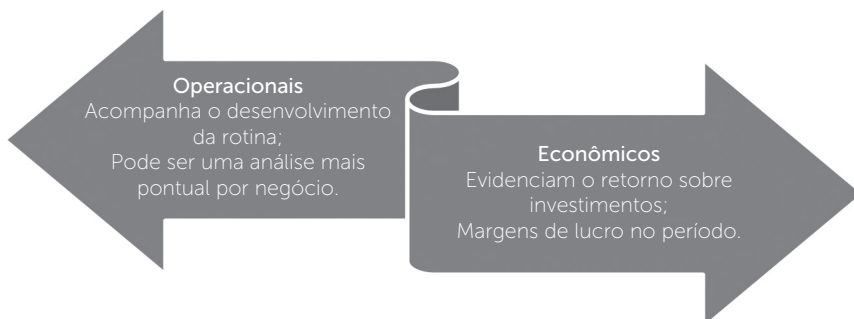 Operacionais
Acompanha o desenvolvimento
da rotina;
Pode ser uma análise mais
pontual por negócio.
Econômicos
Evidenciam o retorno sobre
investimentos;
Margens de lucro no período.